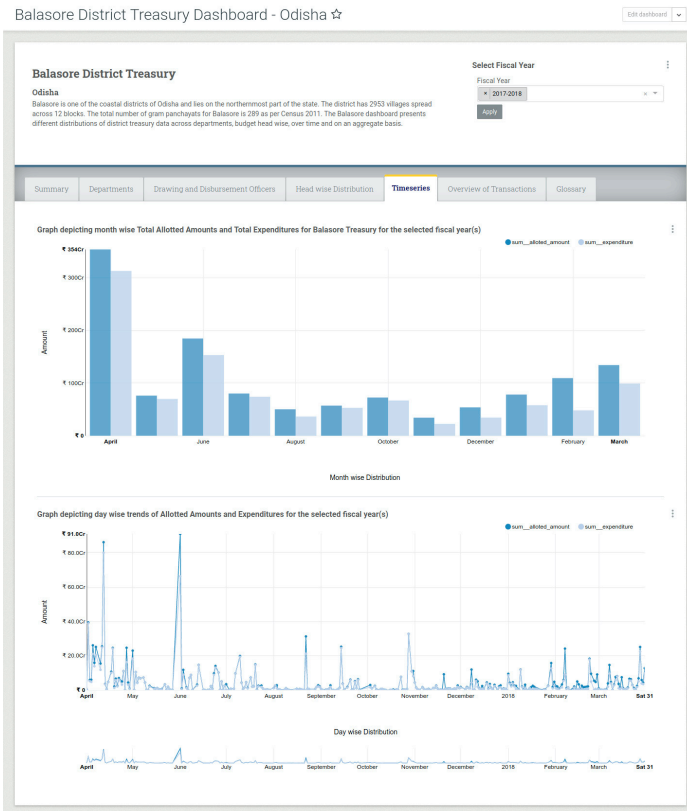 Balasore District Treasury Dashboard - Odisha ☆
Edit dashboard
Balasore District Treasury
Odisha
Balasore is one of the coastal districts of Odisha and lies on the northernmost part of the state. The district has 2953 villages spread
across 12 blocks. The total number of gram panchayats for Balasore is 289 as per Census 2011. The Balasore dashboard presents
different distributions of district treasury data across departments, budget head wise, over time and on an aggregate basis.
Select Fiscal Year
Fiscal Year
× 2017-2018
×
Apply
Summary Departments Drawing and Disbursement Officers Head wise Distribution Timeseries Overview of Transactions Glossary
Graph depicting month wise Total Allotted Amounts and Total Expenditures for Balasore Treasury for the selected fiscal year(s)
sum__alloted_amount sum__expenditure
₹ 354Cr
₹ 300Cr
₹ 200Cr
₹ 100Cr
₹ 0
Amount
April June August October December February March
Month wise Distribution
Graph depicting day wise trends of Allotted Amounts and Expenditures for the selected fiscal year(s)
sum__alloted_amount sum__expenditure
₹ 91.0Cr
₹ 80.0Cr
₹ 60.0Cr
₹ 40.0Cr
₹ 20.0Cr
₹ 0
Amount
April May June July August September October November December 2018 February March Sat 31
Day wise Distribution
April May June July August September October November December 2018 February March Sat 31